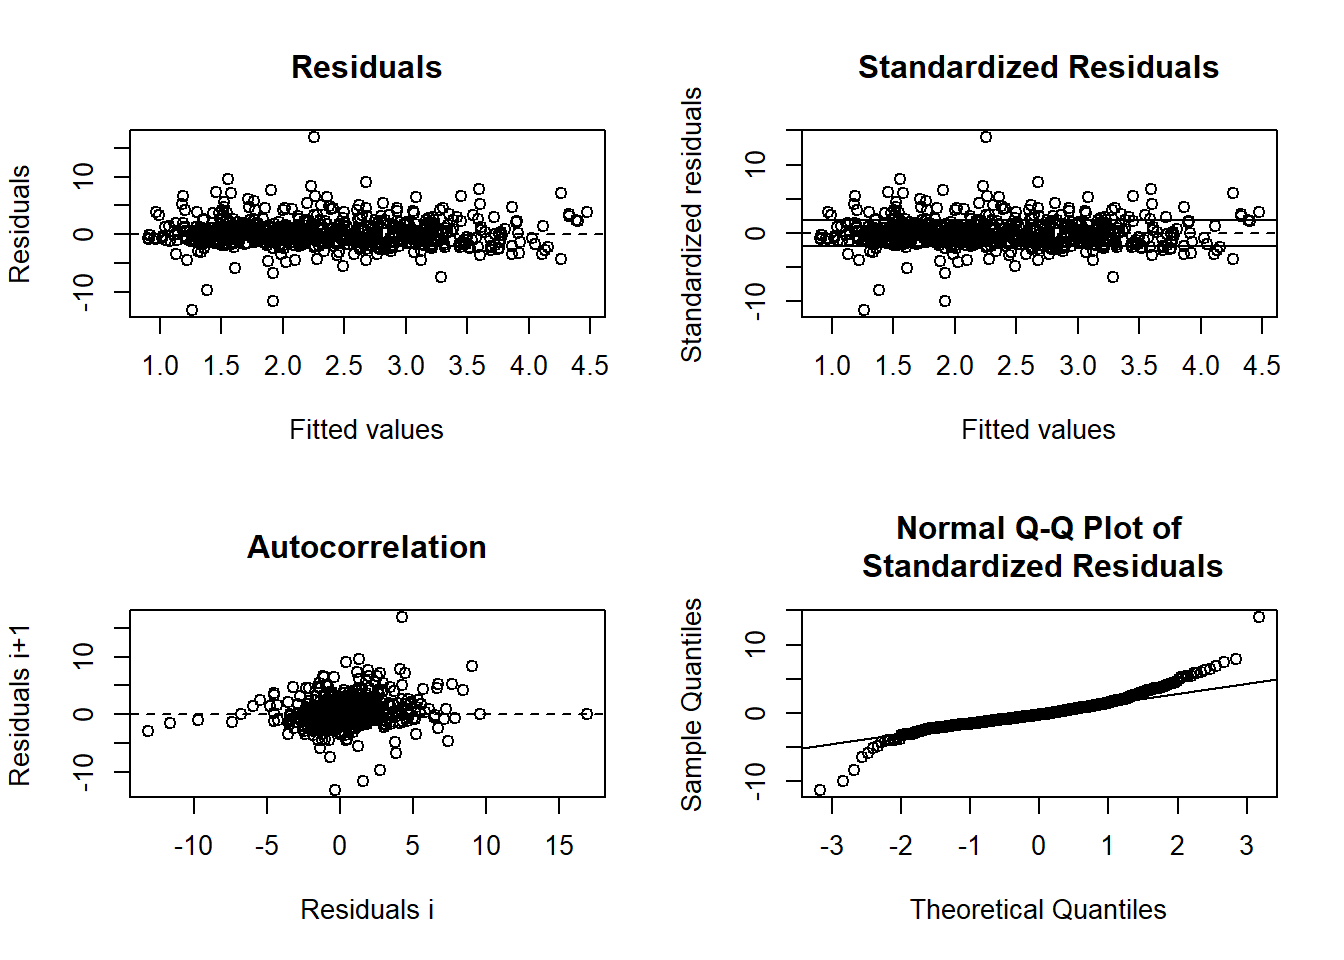 Residuals
Residuals
10
0
-10
1.0 1.5 2.0 2.5 3.0 3.5 4.0 4.5
Fitted values
Standardized Residuals
Standardized residuals
10
0
-10
1.0 1.5 2.0 2.5 3.0 3.5 4.0 4.5
Fitted values
Autocorrelation
Residuals i+1
10
0
-10
-10 -5 0 5 10 15
Residuals i
Normal Q-Q Plot of
Standardized Residuals
Sample Quantiles
10
0
-10
-3 -2 -1 0 1 2 3
Theoretical Quantiles